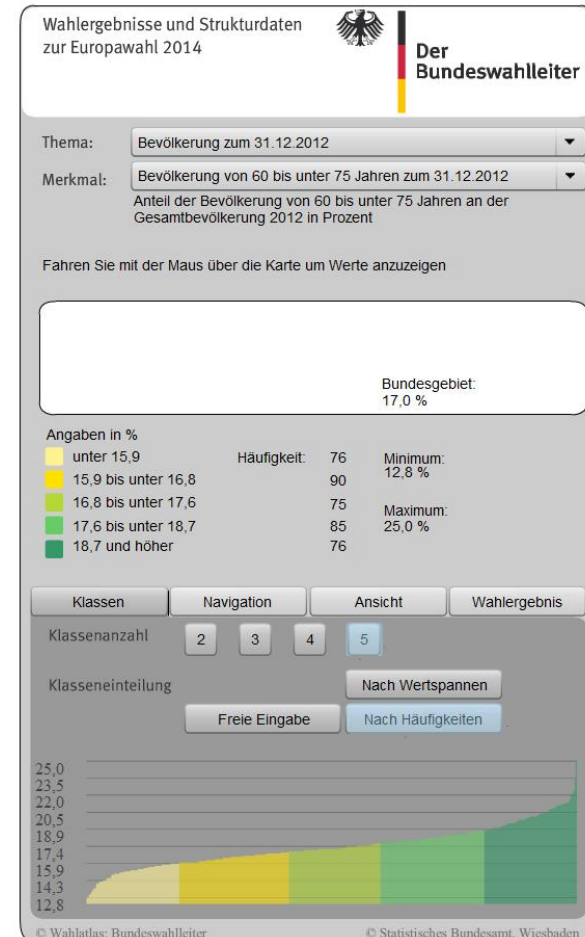 Wahlergebnisse und Strukturdaten
zur Europawahl 2014
Der
Bundeswahlleiter
Thema:
Bevölkerung zum 31.12.2012
Merkmal:
Bevölkerung von 60 bis unter 75 Jahren zum 31.12.2012
Anteil der Bevölkerung von 60 bis unter 75 Jahren an der
Gesamtbevölkerung 2012 in Prozent
Fahren Sie mit der Maus über die Karte um Werte anzuzeigen
Bundesgebiet:
17,0 %
Angaben in %
unter 15,9 Häufigkeit: 76
15,9 bis unter 16,8 90
16,8 bis unter 17,6 75
17,6 bis unter 18,7 85
18,7 und höher 76
Minimum:
12,8 %
Maximum:
25,0 %
Klassen Navigation Ansicht Wahlergebnis
Klassenanzahl 2 3 4 5
Klasseneinteilung Nach Wertspannen
Freie Eingabe Nach Häufigkeiten
25,0
23,5
22,0
20,5
18,9
17,4
15,9
14,3
12,8
© Wahlatlas: Bundeswahlleiter © Statistisches Bundesamt, Wiesbaden